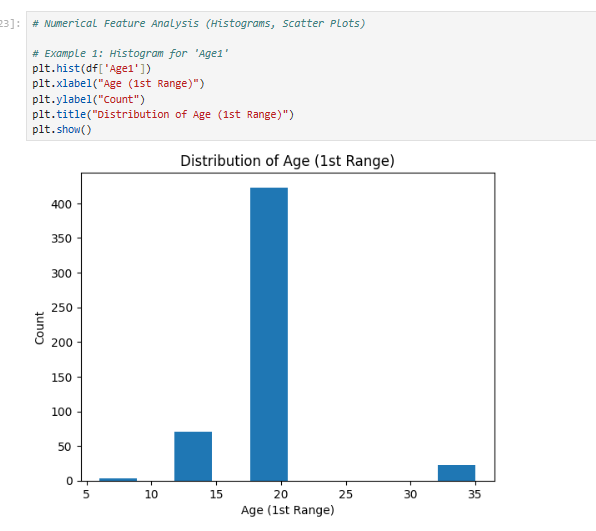 23]: # Numerical Feature Analysis (Histograms, Scatter Plots)
# Example 1: Histogram for 'Age1'
plt.hist(df['Age1'])
plt.xlabel("Age (1st Range)")
plt.ylabel("Count")
plt.title("Distribution of Age (1st Range)")
plt.show()
Distribution of Age (1st Range)
400
350
300
250
200
150
100
50
0
Count
5 10 15 20 25 30 35
Age (1st Range)